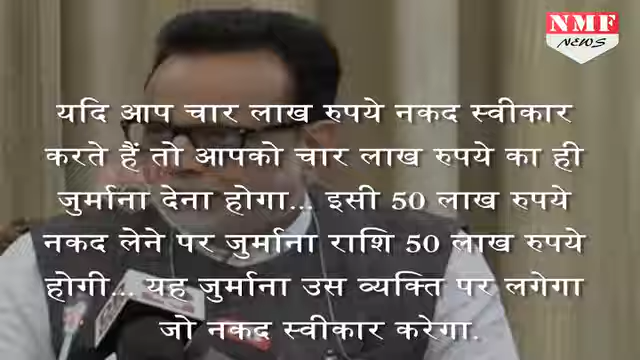 NMF
NEWS
यदि आप चार लाख रुपये नकद स्वीकार
करते हैं तो आपको चार लाख रुपये का ही
जुर्माना देना होगा... इसी 50 लाख रुपये
नकद लेने पर जुर्माना राशि 50 लाख रुपये
होगी... यह जुर्माना उस व्यक्ति पर लगेगा
जो नकद स्वीकार करेगा.